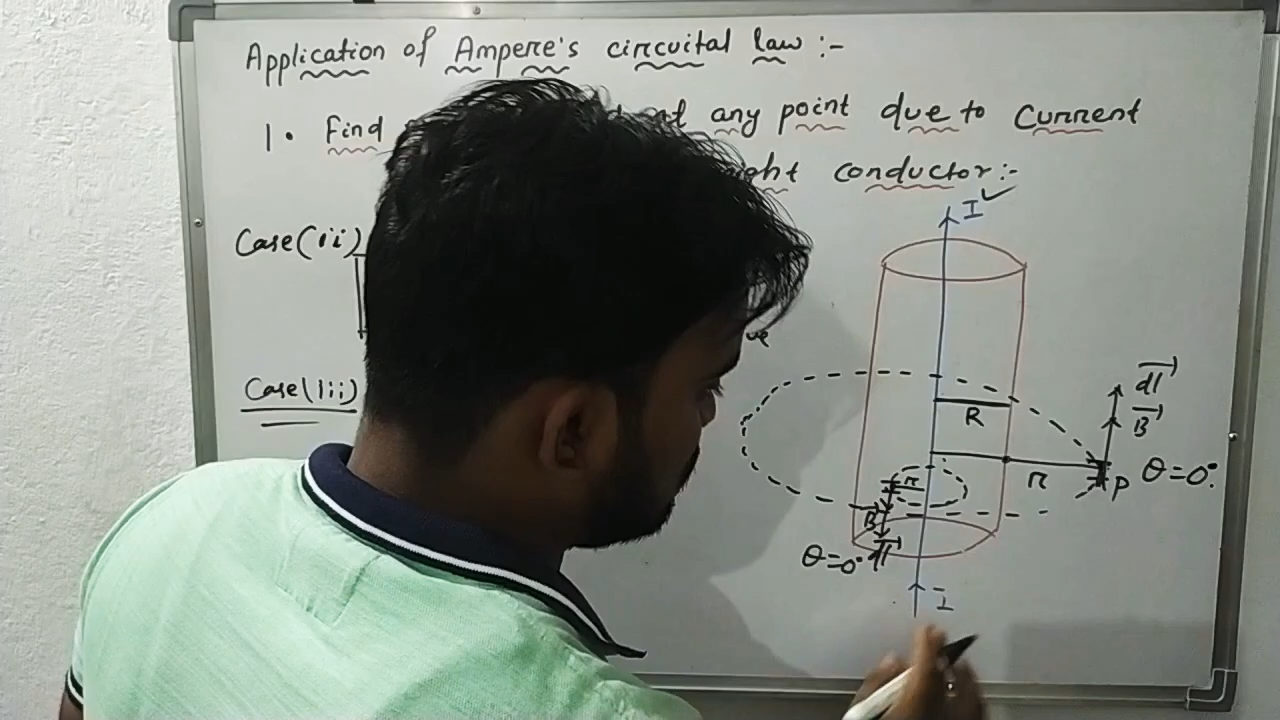 Application of Ampere's circuital law :-
1. Find any point due to Current
conductor :-
I ✓
Case(ii)
Case(iii)
R
dl
B
r
P θ=0°
r
B
θ=0° dl
I